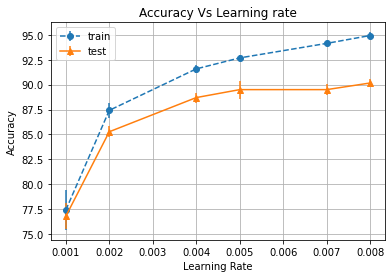 Accuracy Vs Learning rate
train
test
95.0
92.5
90.0
87.5
85.0
82.5
80.0
77.5
75.0
Accuracy
0.001 0.002 0.003 0.004 0.005 0.006 0.007 0.008
Learning Rate